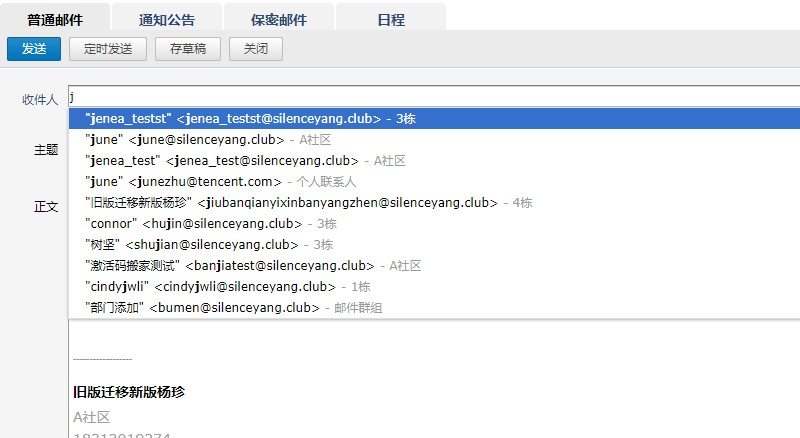 普通邮件 通知公告 保密邮件 日程
发送 定时发送 存草稿 关闭
收件人 j
"jenea_testst" <jenea_testst@silenceyang.club> - 3栋
"june" <june@silenceyang.club> - A社区
主题
"jenea_test" <jenea_test@silenceyang.club> - A社区
"june" <junezhu@tencent.com> - 个人联系人
正文
"旧版迁移新版杨珍" <jiubanqianyixinbanyangzhen@silenceyang.club> - 4栋
"connor" <hujin@silenceyang.club> - 3栋
"树坚" <shujian@silenceyang.club> - 3栋
"激活码搬家测试" <banjiatest@silenceyang.club> - A社区
"cindyjwli" <cindyjwli@silenceyang.club> - 1栋
"部门添加" <bumen@silenceyang.club> - 邮件群组
------------------
旧版迁移新版杨珍
A社区